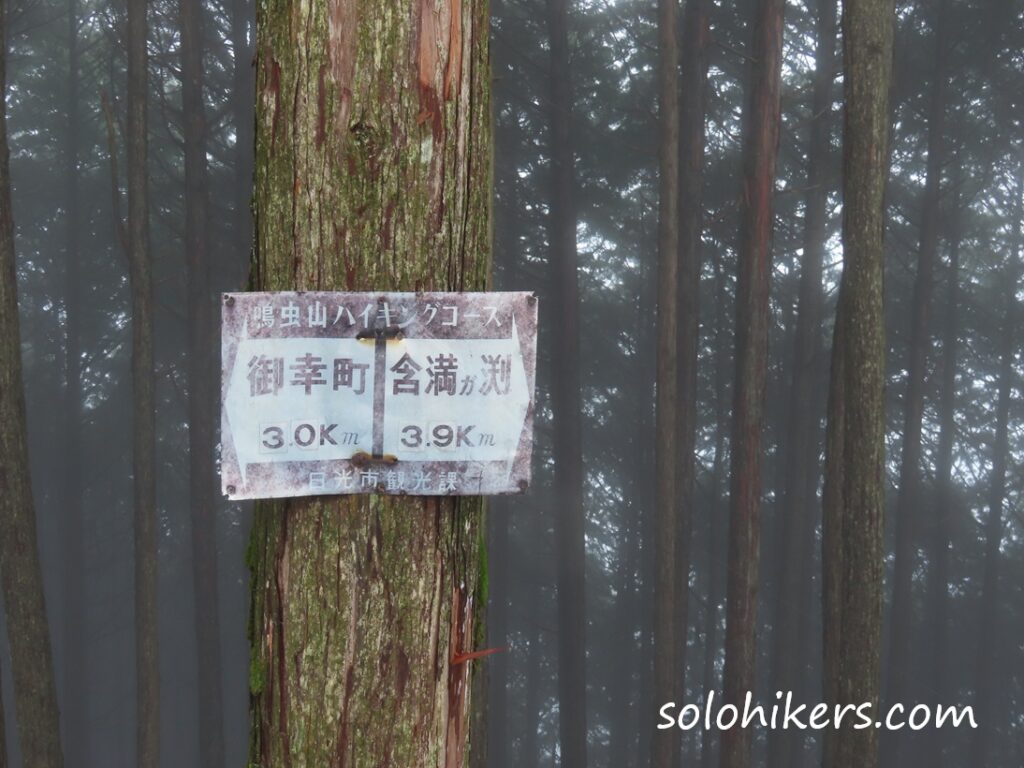 鳴虫山ハイキングコース
御幸町 含満ガ渕
3.0Km 3.9Km
日光市観光課
solohikers.com